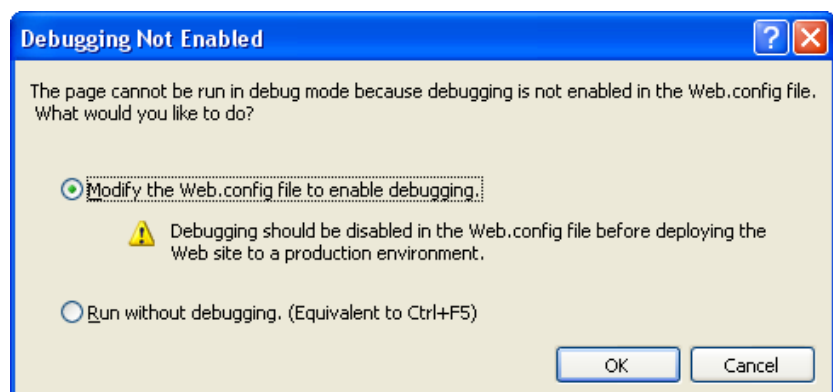 Debugging Not Enabled
The page cannot be run in debug mode because debugging is not enabled in the Web.config file.
What would you like to do?
Modify the Web.config file to enable debugging.
Debugging should be disabled in the Web.config file before deploying the
Web site to a production environment.
Run without debugging. (Equivalent to Ctrl+F5)
OK Cancel